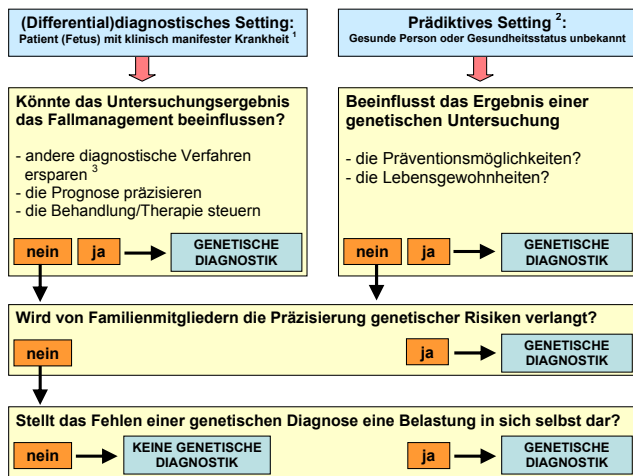 (Differential)diagnostisches Setting:
Patient (Fetus) mit klinisch manifester Krankheit ¹
Prädiktives Setting ²:
Gesunde Person oder Gesundheitsstatus unbekannt
Könnte das Untersuchungsergebnis
das Fallmanagement beeinflussen?
- andere diagnostische Verfahren
ersparen ³
- die Prognose präzisieren
- die Behandlung/Therapie steuern
nein ja GENETISCHE
DIAGNOSTIK
Beeinflusst das Ergebnis einer
genetischen Untersuchung
- die Präventionsmöglichkeiten?
- die Lebensgewohnheiten?
nein ja GENETISCHE
DIAGNOSTIK
Wird von Familienmitgliedern die Präzisierung genetischer Risiken verlangt?
nein ja GENETISCHE
DIAGNOSTIK
Stellt das Fehlen einer genetischen Diagnose eine Belastung in sich selbst dar?
nein KEINE GENETISCHE
DIAGNOSTIK
ja GENETISCHE
DIAGNOSTIK